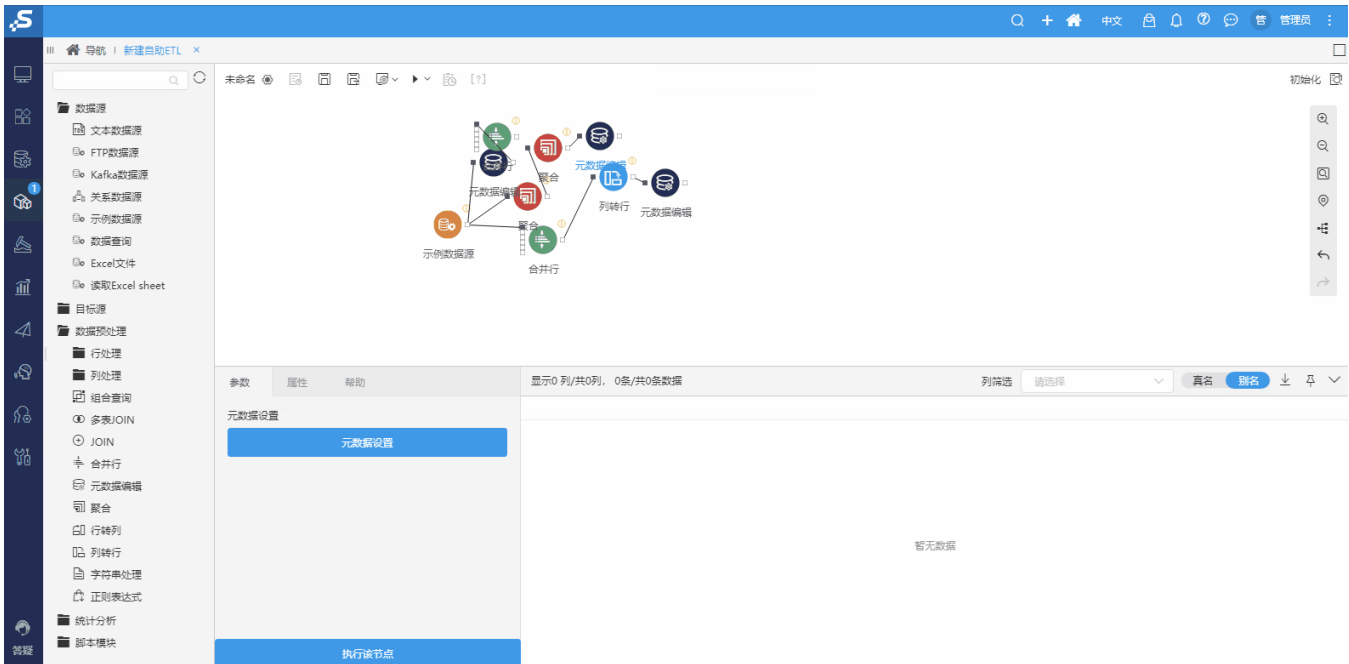 S
中文
管
管理员
导航
新建自助ETL ×
1
未命名
[?]
初始化
数据源
TOS 文本数据源
FTP数据源
Kafka数据源
关系数据源
示例数据源
数据查询
Excel文件
读取Excel sheet
目标源
数据预处理
行处理
列处理
组合查询
多表JOIN
JOIN
合并行
元数据编辑
聚合
行转列
列转行
字符串处理
正则表达式
统计分析
脚本模块
答疑
元数据编辑
聚合
元数据编辑
列转行
元数据编辑
聚合
示例数据源
合并行
参数
属性
帮助
元数据设置
元数据设置
执行该节点
显示0 列/共0列， 0条/共0条数据
列筛选
请选择
真名
别名
暂无数据